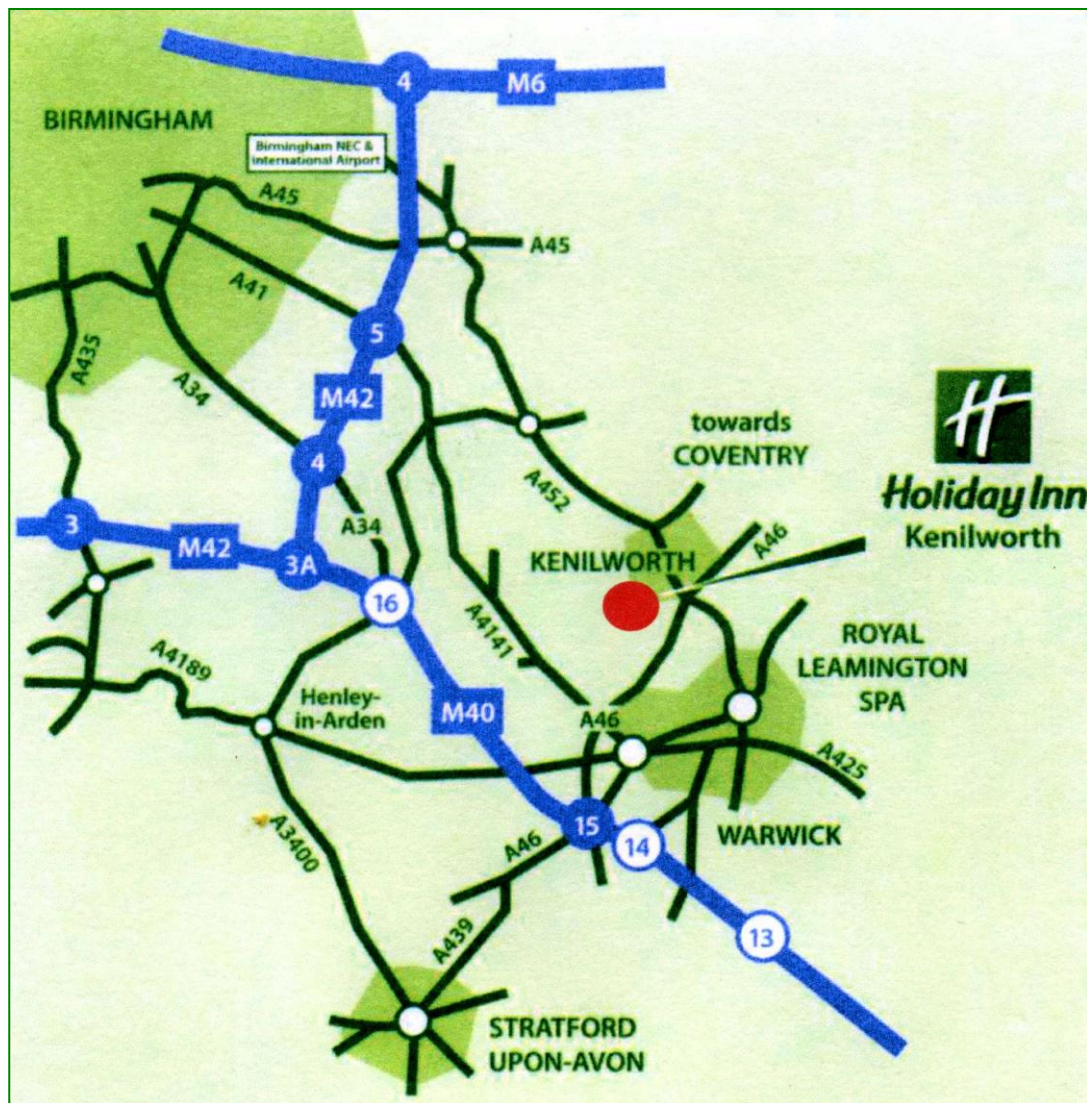 4
M6
BIRMINGHAM
Birmingham NEC &
international Airport
A45
A45
A41
5
A435
A34
M42
towards
COVENTRY
H
Holiday Inn
Kenilworth
4
A452
3
M42
A34
A46
3A
KENILWORTH
16
A4141
ROYAL
LEAMINGTON
SPA
A4189
Henley-
in-Arden
M40
A46
A425
15
WARWICK
14
A3400
A46
13
A439
STRATFORD
UPON-AVON